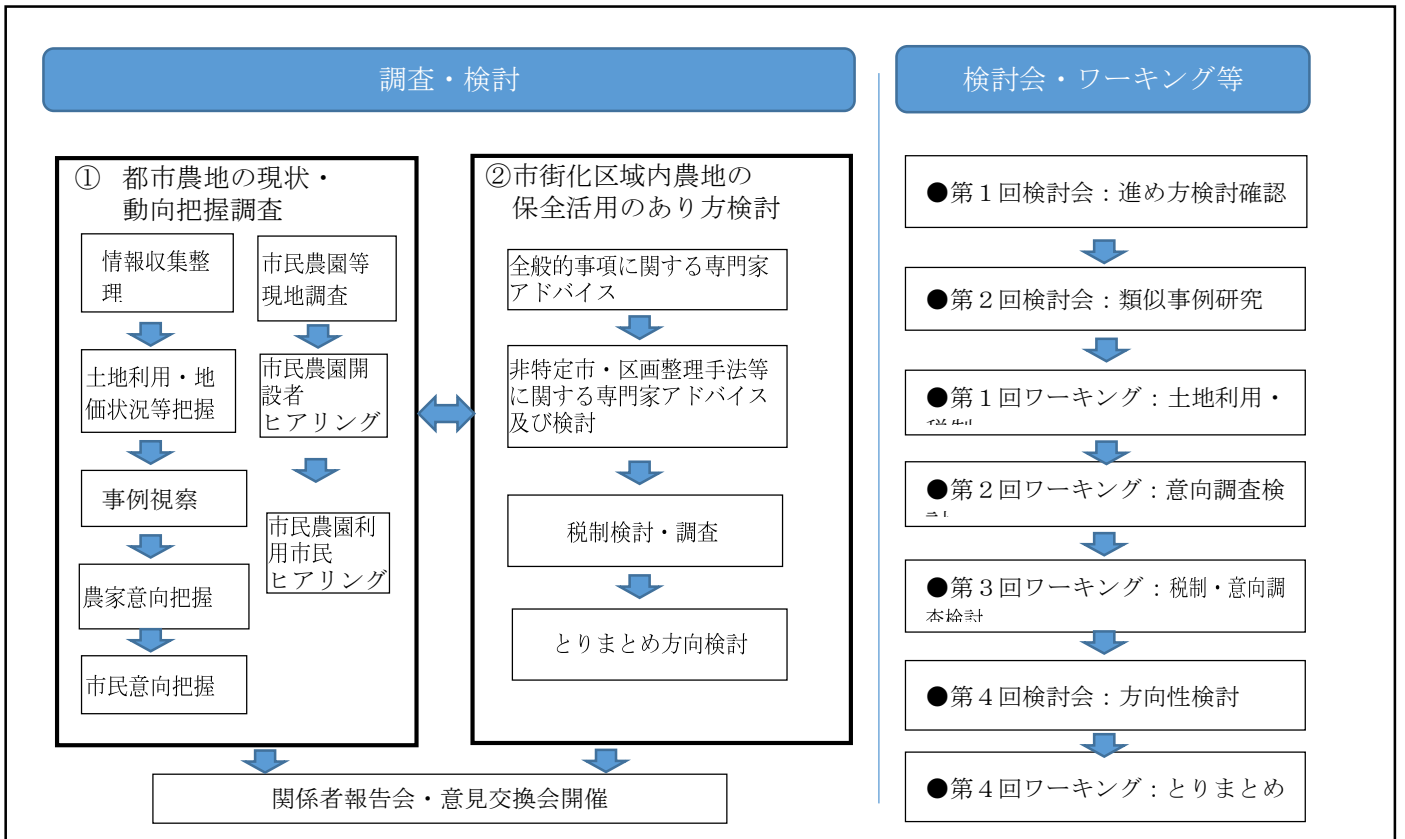 調査・検討
検討会・ワーキング等
① 都市農地の現状・
動向把握調査
情報収集整
理
土地利用・地
価状況等把握
事例視察
農家意向把握
市民意向把握
市民農園等
現地調査
市民農園開
設者
ヒアリング
市民農園利
用市民
ヒアリング
②市街化区域内農地の
保全活用のあり方検討
全般的事項に関する専門家
アドバイス
非特定市・区画整理手法等
に関する専門家アドバイス
及び検討
税制検討・調査
とりまとめ方向検討
関係者報告会・意見交換会開催
●第1回検討会：進め方検討確認
●第2回検討会：類似事例研究
●第1回ワーキング：土地利用・
●第2回ワーキング：意向調査検
●第3回ワーキング：税制・意向調
査検討
●第4回検討会：方向性検討
●第4回ワーキング：とりまとめ